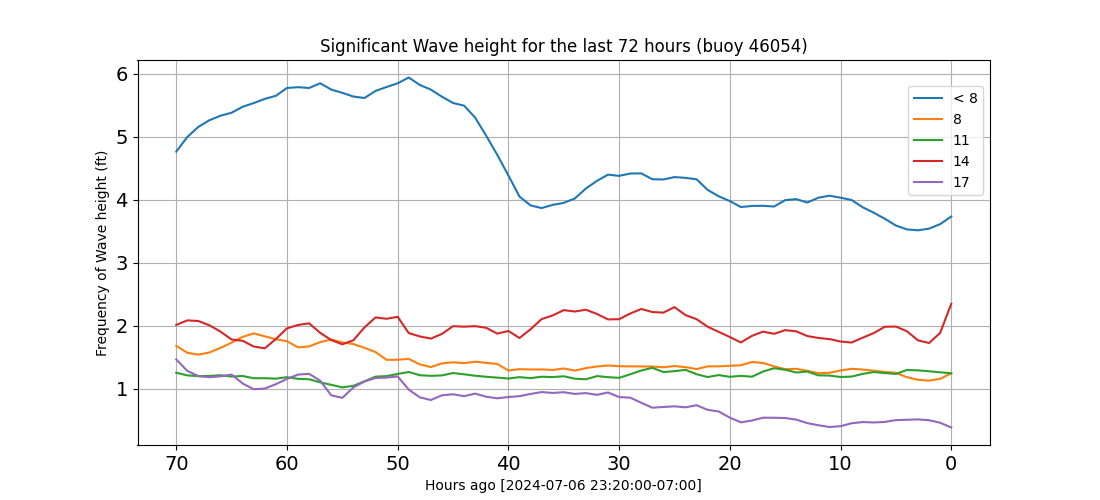 Significant Wave height for the last 72 hours (buoy 46054)
Frequency of Wave height (ft)
6
5
4
3
2
1
< 8
8
11
14
17
70 60 50 40 30 20 10 0
Hours ago [2024-07-06 23:20:00-07:00]